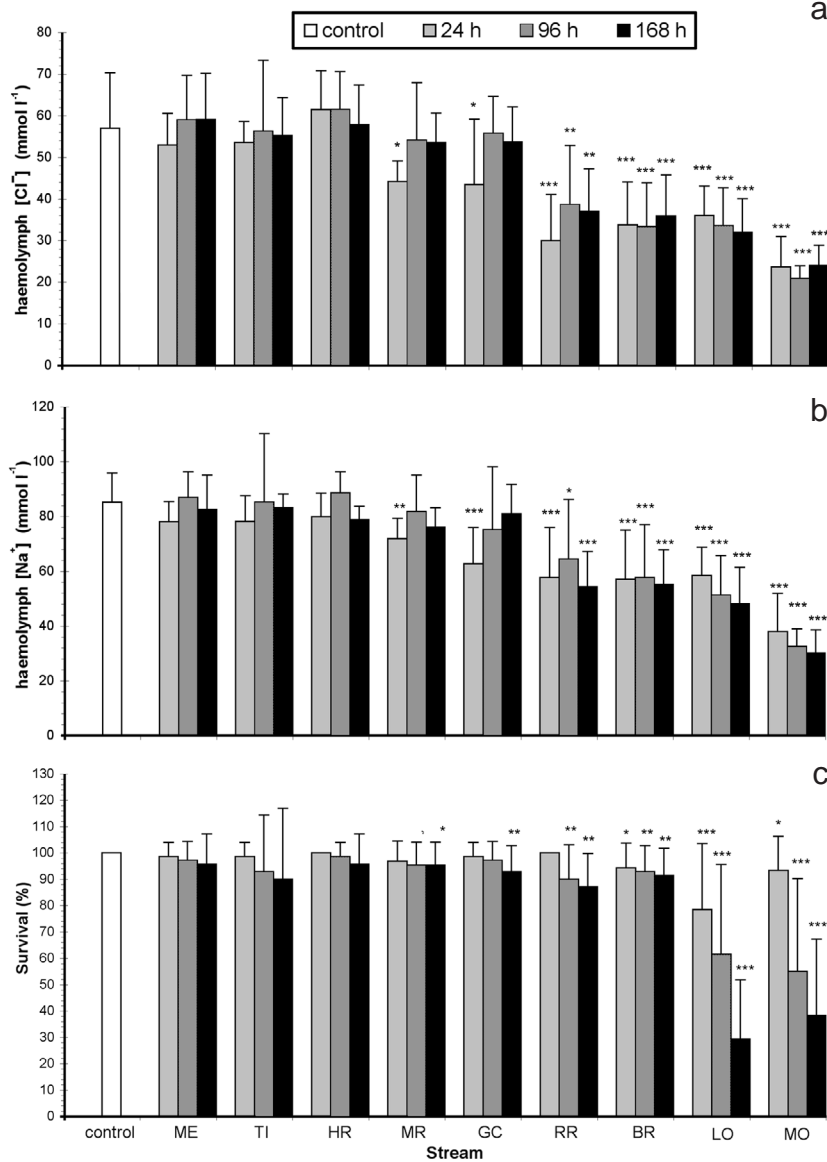 a
control 24 h 96 h 168 h
haemolymph [Cl⁻] (mmol l⁻¹)
80
70
60
50
40
30
20
10
0
* * *** ** ** *** *** *** *** *** *** *** *** ***
b
haemolymph [Na⁺] (mmol l⁻¹)
120
100
80
60
40
20
0
** *** *** * *** *** *** *** *** *** *** *** *** ***
c
Survival (%)
130
120
110
100
90
80
70
60
50
40
30
20
10
0
* ** ** ** * ** ** *** *** *** * *** ***
control ME TI HR MR GC RR BR LO MO
Stream